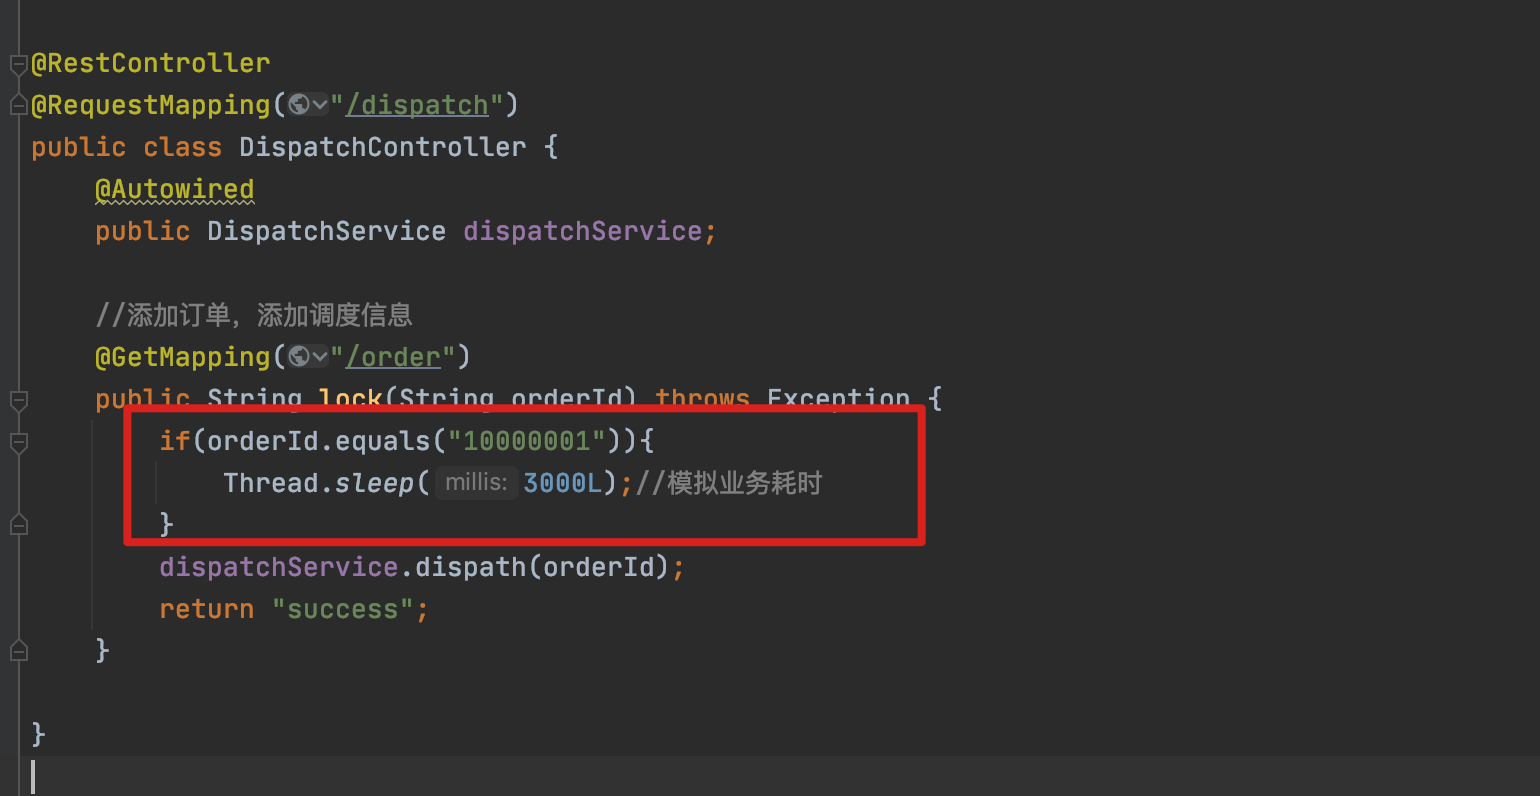 @RestController
@RequestMapping("/dispatch")
public class DispatchController {
@Autowired
public DispatchService dispatchService;
//添加订单，添加调度信息
@GetMapping("/order")
public String lock(String orderId) throws Exception {
if(orderId.equals("10000001")){
Thread.sleep( millis: 3000L);//模拟业务耗时
}
dispatchService.dispath(orderId);
return "success";
}
}